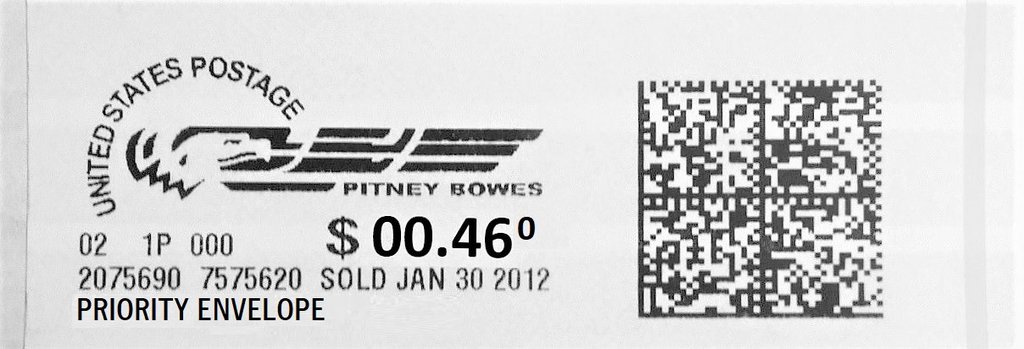 UNITED STATES POSTAGE
PITNEY BOWES
02 1P 000 $ 00.46⁰
2075690 7575620 SOLD JAN 30 2012
PRIORITY ENVELOPE